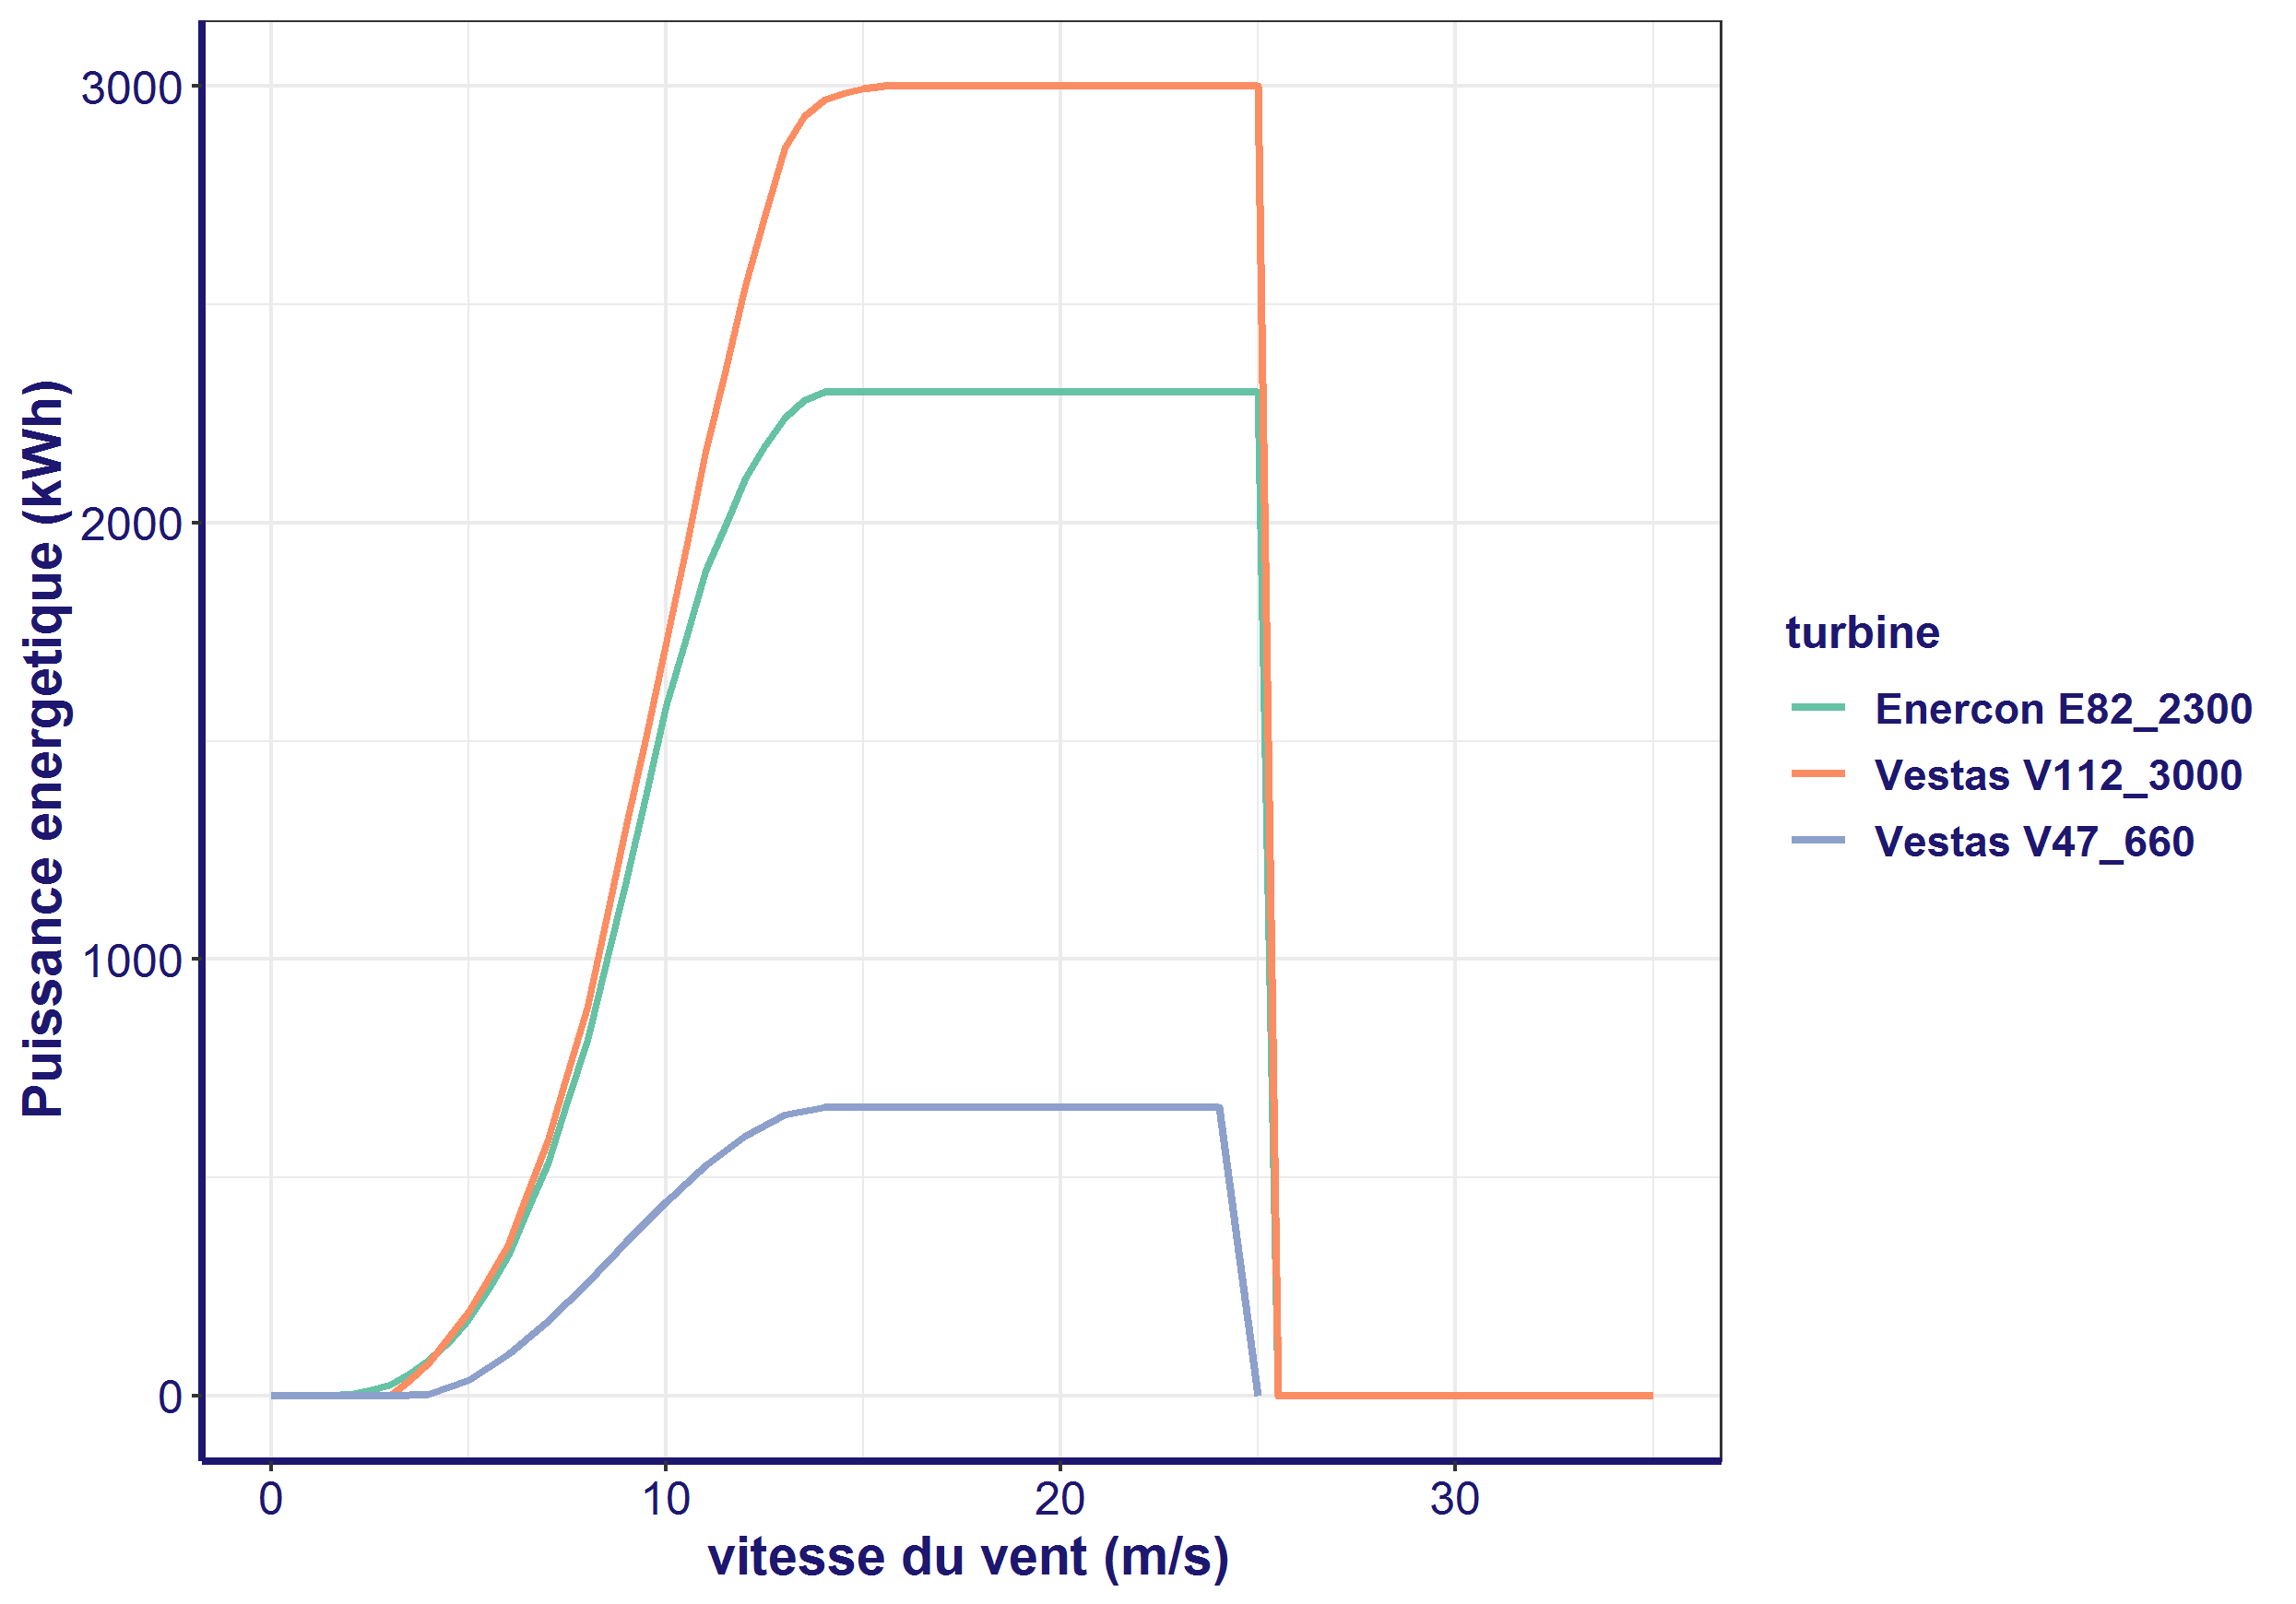 Puissance energetique (kWh)
3000
2000
1000
0
0 10 20 30
vitesse du vent (m/s)
turbine
Enercon E82_2300
Vestas V112_3000
Vestas V47_660